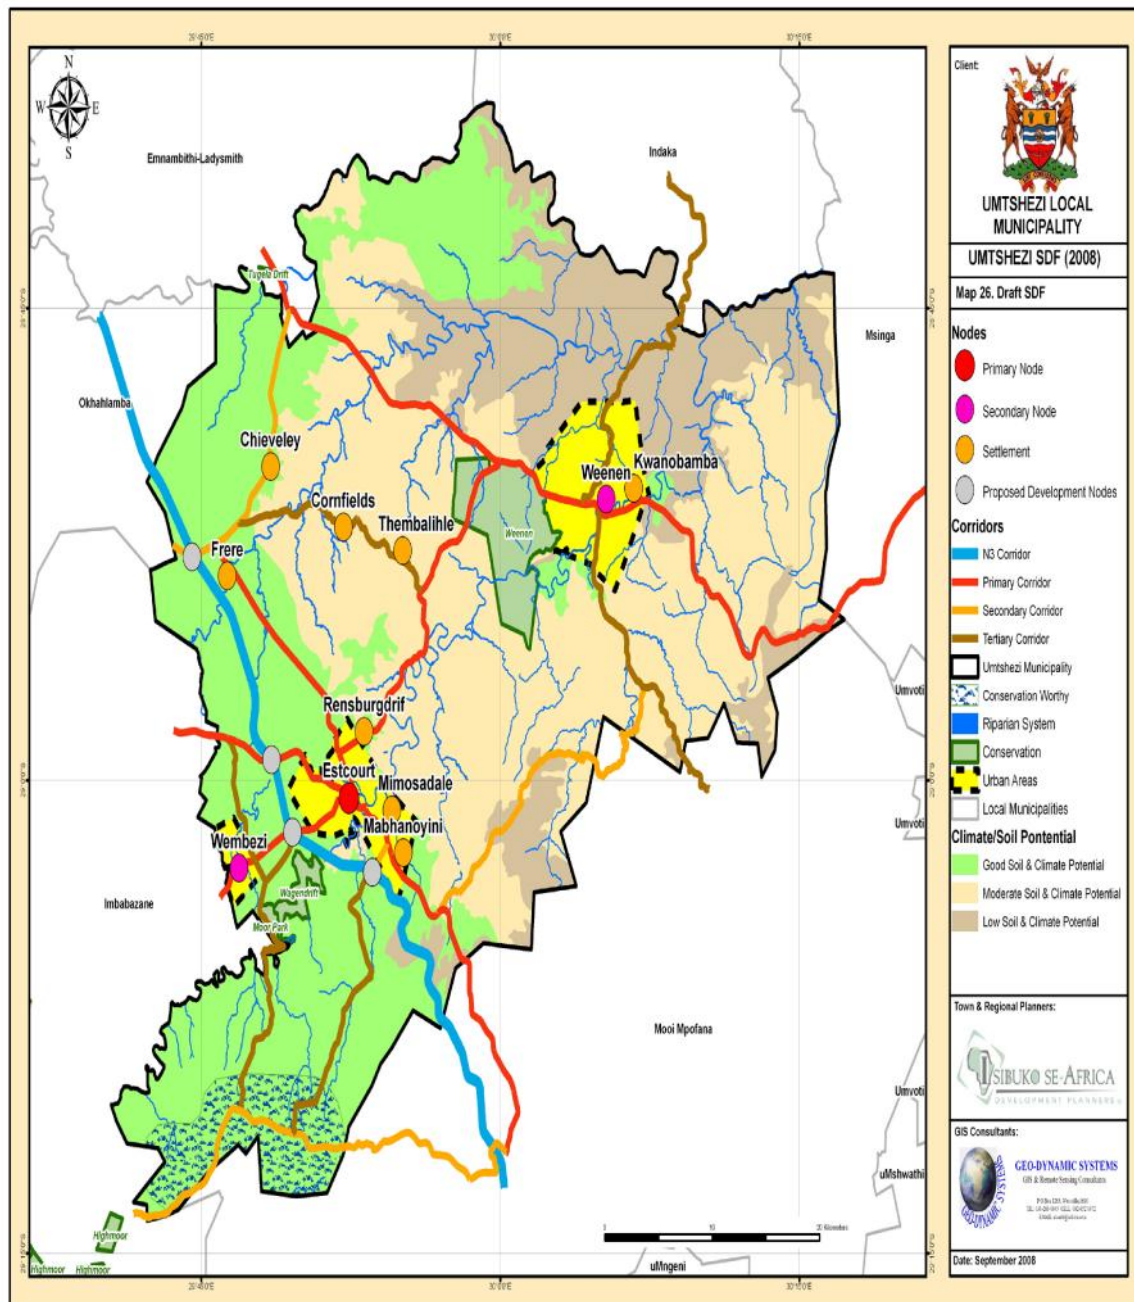 N
W E
S
Emnambithi-Ladysmith
Indaka
Tugela Drift
Msinga
Okhahlamba
Chieveley
Cornfields
Thembalihle
Frere
Weenen
Kwanobamba
Weenen
Rensburgdrif
Estcourt
Mimosadale
Mabhanoyini
Wembezi
Wagendrift
Moor Park
Imbabazane
Umvoti
Umvoti
Mooi Mpofana
Umvoti
uMshwathi
Highmoor
Highmoor
Highmoor
uMngeni
20 Kilometers
Client:
UMTSHEZI LOCAL
MUNICIPALITY
UMTSHEZI SDF (2008)
Map 26. Draft SDF
Nodes
Primary Node
Secondary Node
Settlement
Proposed Development Nodes
Corridors
N3 Corridor
Primary Corridor
Secondary Corridor
Tertiary Corridor
Umtshezi Municipality
Conservation Worthy
Riparian System
Conservation
Urban Areas
Local Municipalities
Climate/Soil Pontential
Good Soil & Climate Potential
Moderate Soil & Climate Potential
Low Soil & Climate Potential
Town & Regional Planners:
ISIBUKO SE-AFRICA
DEVELOPMENT PLANNERS
GIS Consultants:
GEO-DYNAMIC SYSTEMS
GEO-DYNAMIC SYSTEMS
GIS & Remote Sensing Consultants
Date: September 2008